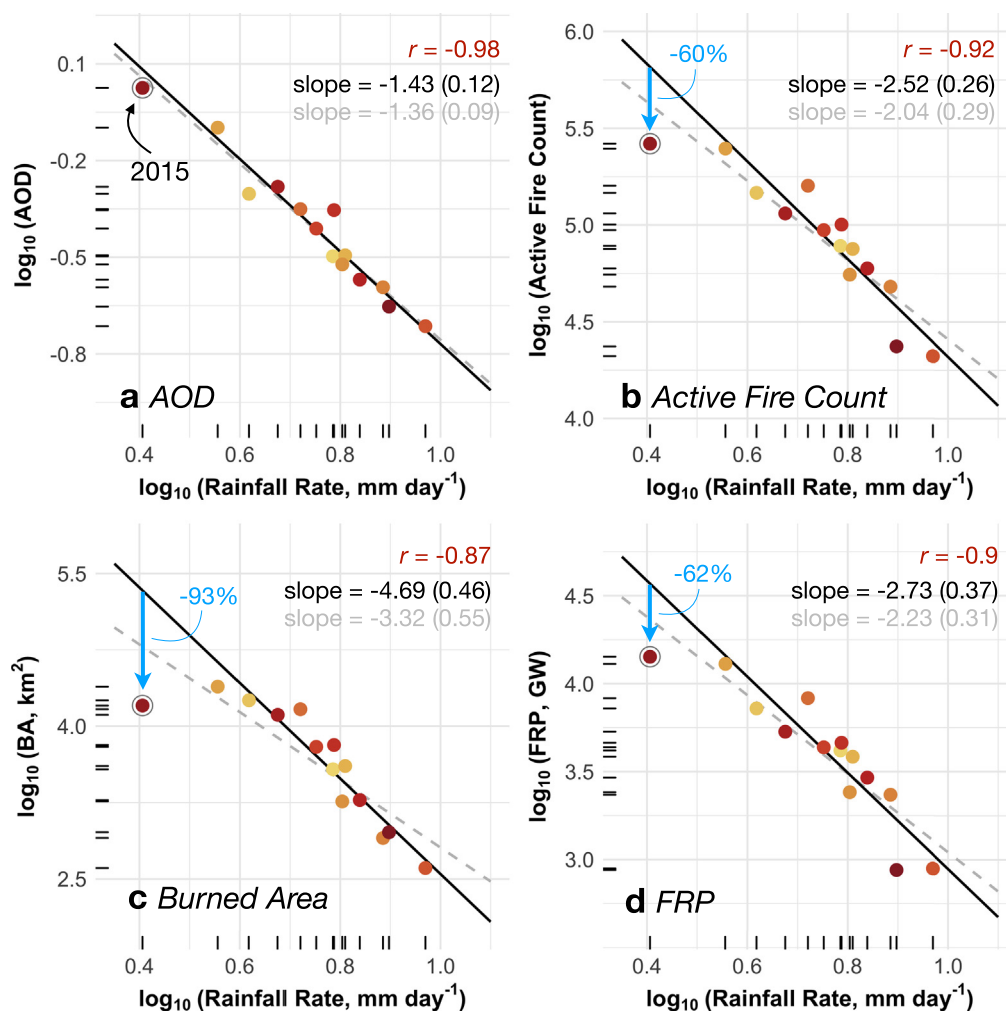 r = -0.98
slope = -1.43 (0.12)
slope = -1.36 (0.09)
0.1
-0.2
-0.5
-0.8
2015
log₁₀ (AOD)
a AOD
0.4 0.6 0.8 1.0
log₁₀ (Rainfall Rate, mm day⁻¹)
r = -0.92
slope = -2.52 (0.26)
slope = -2.04 (0.29)
-60%
6.0
5.5
5.0
4.5
4.0
log₁₀ (Active Fire Count)
b Active Fire Count
0.4 0.6 0.8 1.0
log₁₀ (Rainfall Rate, mm day⁻¹)
r = -0.87
slope = -4.69 (0.46)
slope = -3.32 (0.55)
-93%
5.5
4.0
2.5
log₁₀ (BA, km²)
c Burned Area
0.4 0.6 0.8 1.0
log₁₀ (Rainfall Rate, mm day⁻¹)
r = -0.9
slope = -2.73 (0.37)
slope = -2.23 (0.31)
-62%
4.5
4.0
3.5
3.0
log₁₀ (FRP, GW)
d FRP
0.4 0.6 0.8 1.0
log₁₀ (Rainfall Rate, mm day⁻¹)